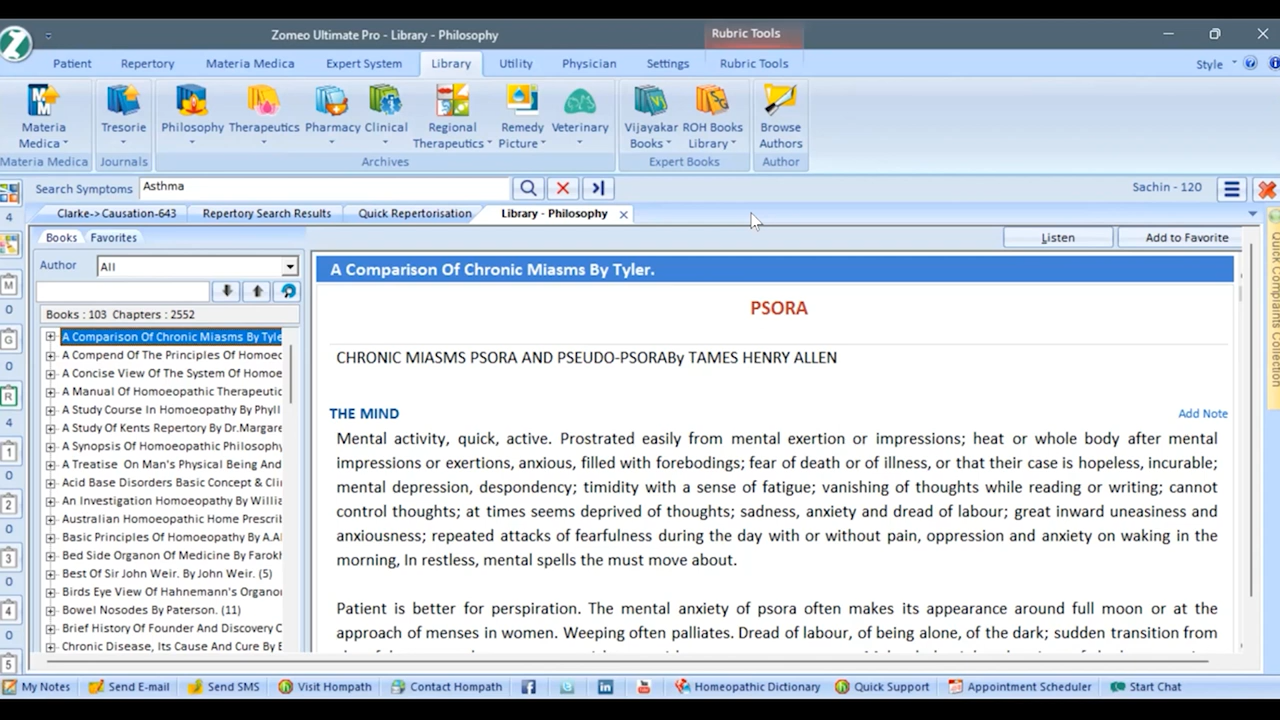 Zomeo Ultimate Pro - Library - Philosophy
Rubric Tools
Patient Repertory Materia Medica Expert System Library Utility Physician Settings Rubric Tools Style
Materia Medica
Tresorie
Philosophy
Therapeutics
Pharmacy
Clinical
Regional Therapeutics
Remedy Picture
Veterinary
Vijayakar Books
ROH Books Library
Browse Authors
Materia Medica Journals Archives Expert Books Author
Search Symptoms Asthma
Sachin - 120
Clarke-> Causation-643 Repertory Search Results Quick Repertorisation Library - Philosophy
Books Favorites
Listen Add to Favorite
Author All
Books : 103 Chapters : 2552
A Comparison Of Chronic Miasms By Tyle
A Compend Of The Principles Of Homoeo
A Concise View Of The System Of Homoe
A Manual Of Homoeopathic Therapeutic
A Study Course In Homoeopathy By Phyll
A Study Of Kents Repertory By Dr.Margare
A Synopsis Of Homoeopathic Philosophy
A Treatise On Man's Physical Being And
Acid Base Disorders Basic Concept & Cli
An Investigation Homoeopathy By Willia
Australian Homoeopathic Home Prescri
Basic Principles Of Homoeopathy By A.A
Bed Side Organon Of Medicine By Farokh
Best Of Sir John Weir. By John Weir. (5)
Birds Eye View Of Hahnemann's Organo
Bowel Nosodes By Paterson. (11)
Brief History Of Founder And Discovery C
Chronic Disease, Its Cause And Cure By
A Comparison Of Chronic Miasms By Tyler.
PSORA
CHRONIC MIASMS PSORA AND PSEUDO-PSORABy TAMES HENRY ALLEN
THE MIND
Add Note
Mental activity, quick, active. Prostrated easily from mental exertion or impressions; heat or whole body after mental
impressions or exertions, anxious, filled with forebodings; fear of death or of illness, or that their case is hopeless, incurable;
mental depression, despondency; timidity with a sense of fatigue; vanishing of thoughts while reading or writing; cannot
control thoughts; at times seems deprived of thoughts; sadness, anxiety and dread of labour; great inward uneasiness and
anxiousness; repeated attacks of fearfulness during the day with or without pain, oppression and anxiety on waking in the
morning, In restless, mental spells the must move about.
Patient is better for perspiration. The mental anxiety of psora often makes its appearance around full moon or at the
approach of menses in women. Weeping often palliates. Dread of labour, of being alone, of the dark; sudden transition from
4
M
0
G
0
R
4
1
0
2
0
3
0
4
0
5
Quick Complaints Collection
My Notes Send E-mail Send SMS Visit Hompath Contact Hompath Homeopathic Dictionary Quick Support Appointment Scheduler Start Chat